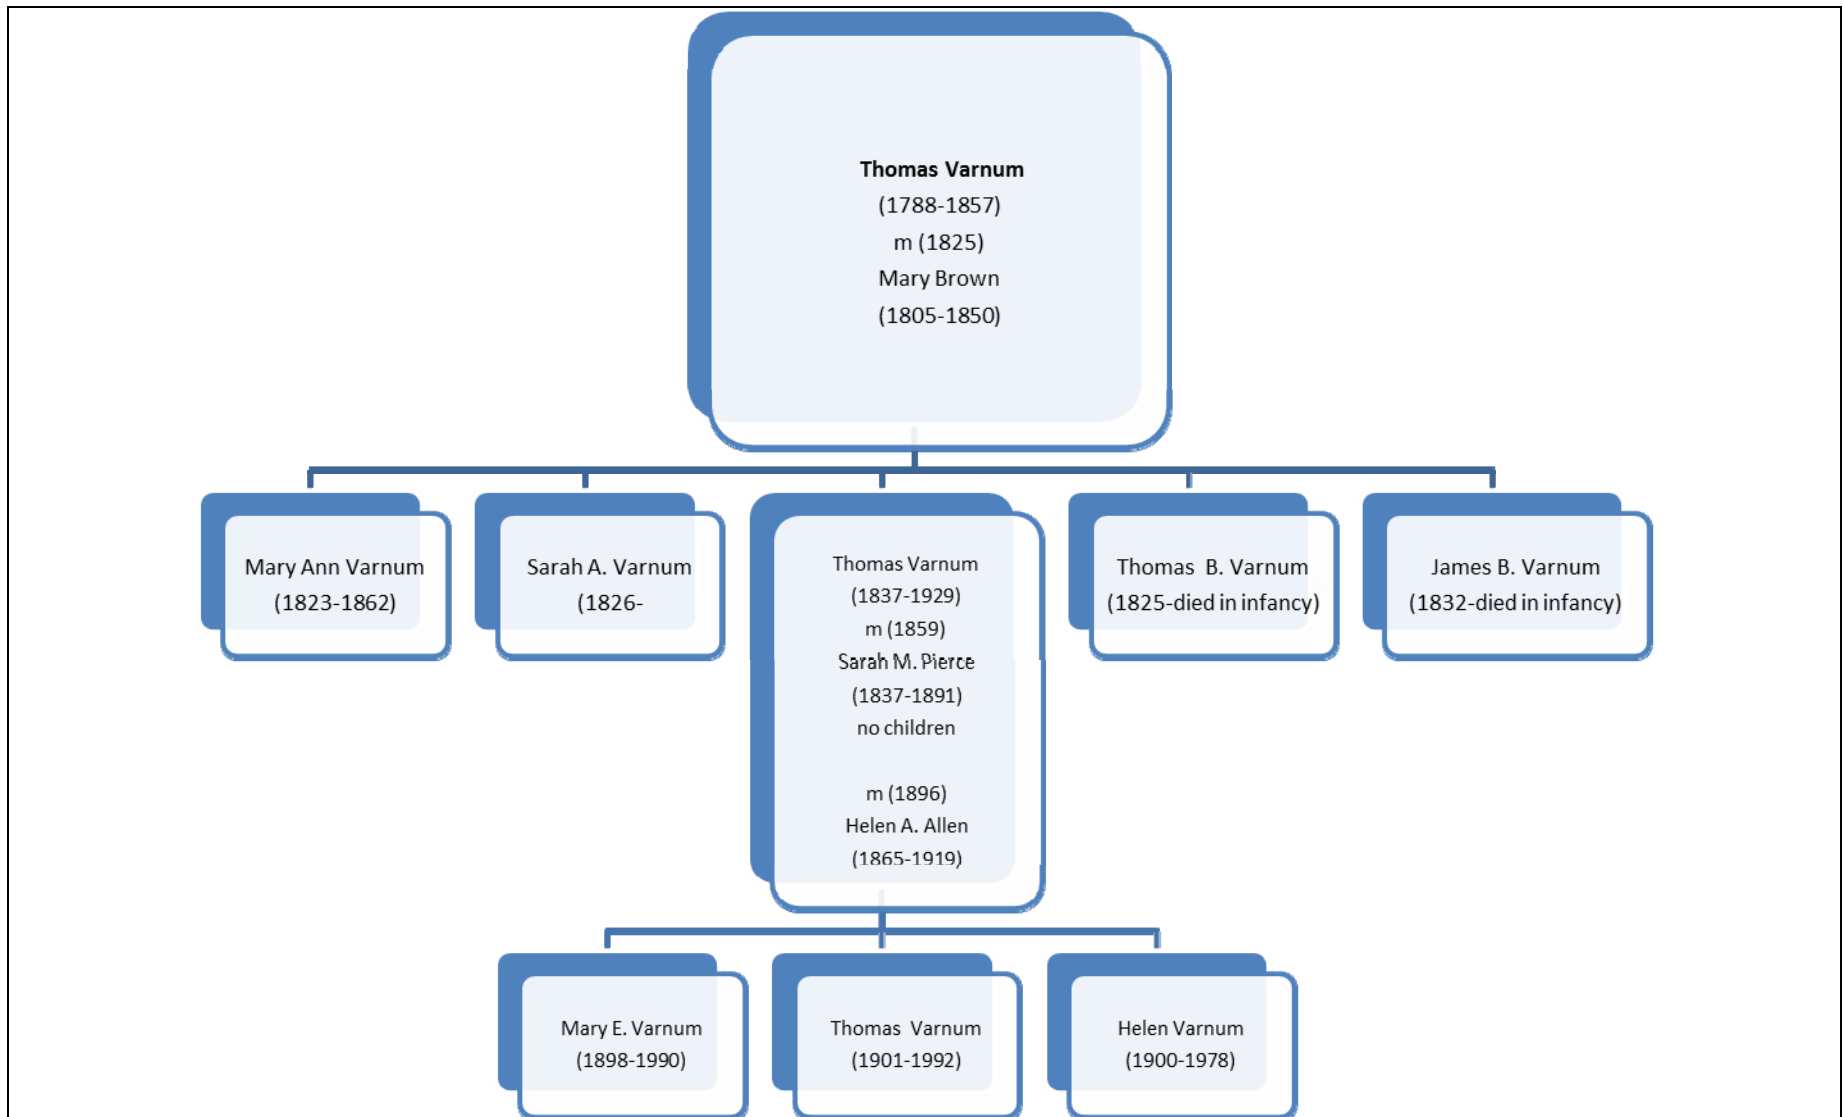 Thomas Varnum
(1788-1857)
m (1825)
Mary Brown
(1805-1850)
Mary Ann Varnum
(1823-1862)
Sarah A. Varnum
(1826-
Thomas Varnum
(1837-1929)
m (1859)
Sarah M. Pierce
(1837-1891)
no children
m (1896)
Helen A. Allen
(1865-1919)
Thomas B. Varnum
(1825-died in infancy)
James B. Varnum
(1832-died in infancy)
Mary E. Varnum
(1898-1990)
Thomas Varnum
(1901-1992)
Helen Varnum
(1900-1978)